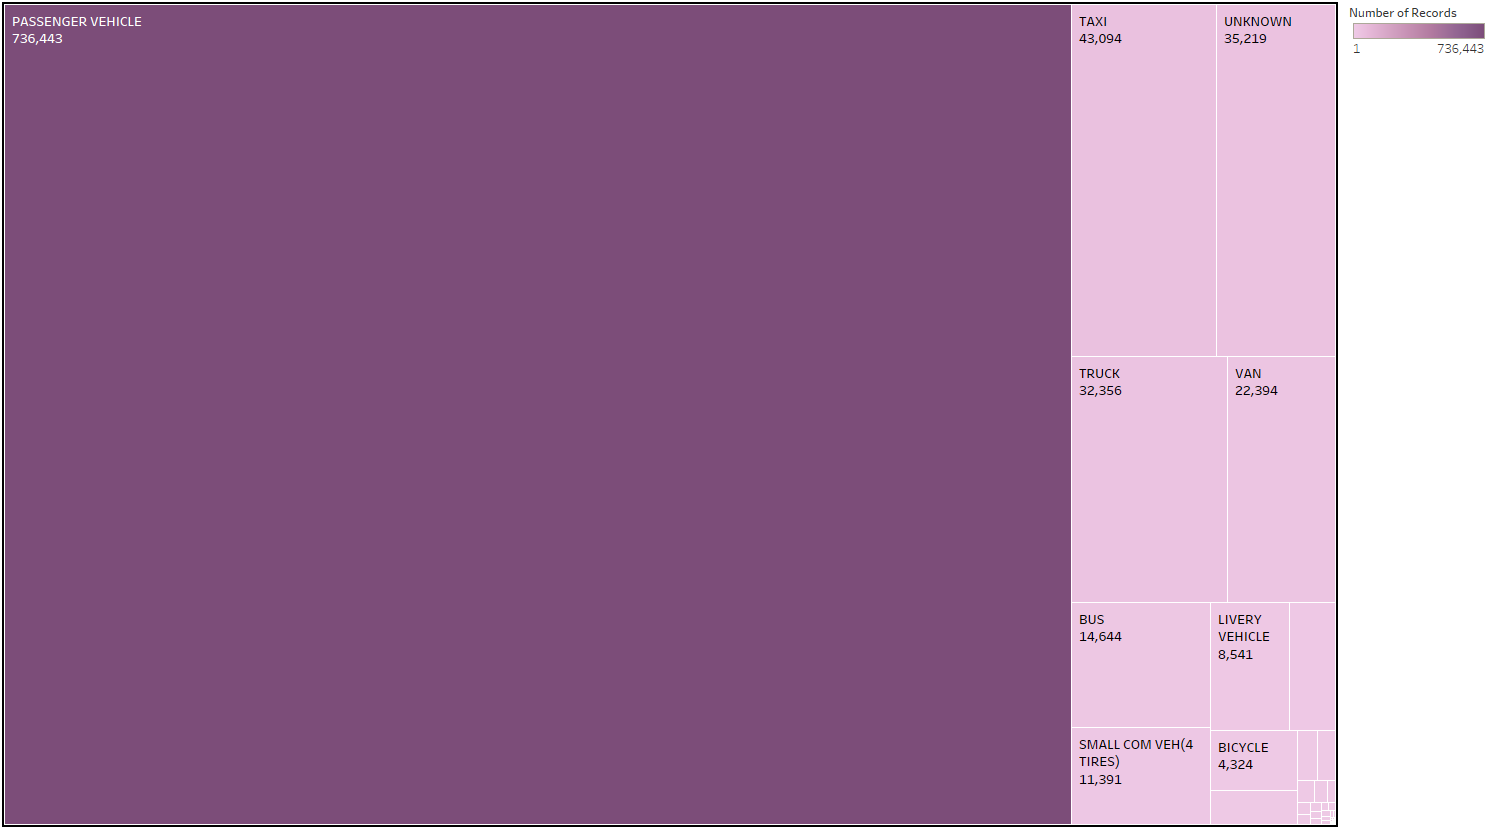 PASSENGER VEHICLE
736,443
TAXI
43,094
UNKNOWN
35,219
TRUCK
32,356
VAN
22,394
BUS
14,644
LIVERY
VEHICLE
8,541
SMALL COM VEH(4
TIRES)
11,391
BICYCLE
4,324
Number of Records
1 736,443